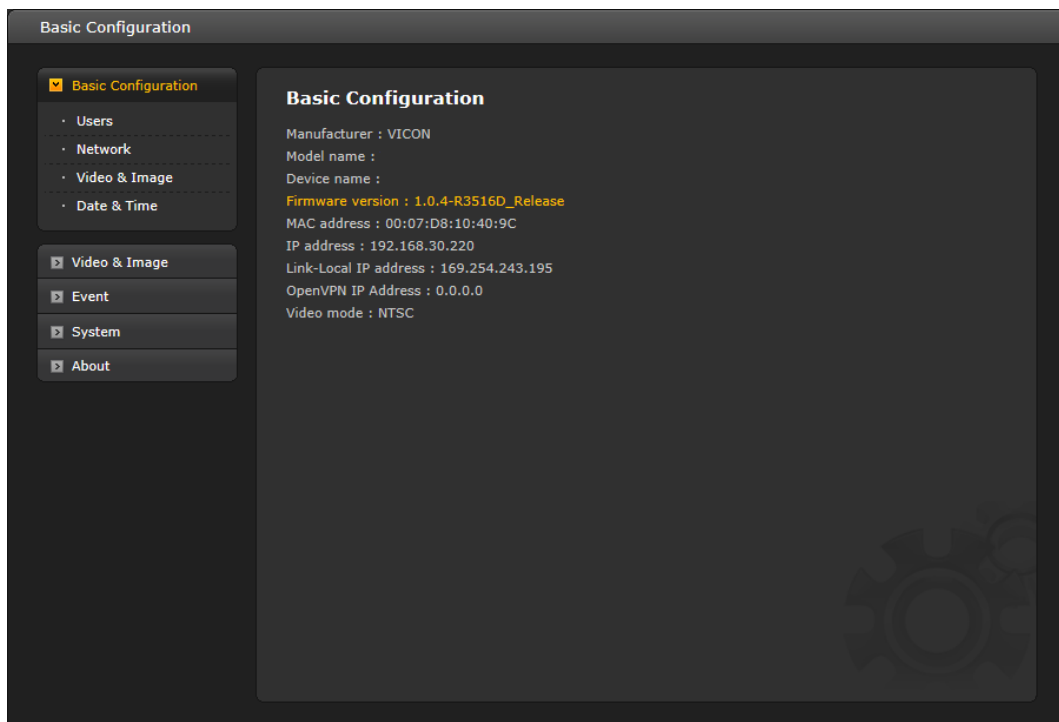 Basic Configuration
Basic Configuration
· Users
· Network
· Video & Image
· Date & Time
Video & Image
Event
System
About
Basic Configuration
Manufacturer : VICON
Model name :
Device name :
Firmware version : 1.0.4-R3516D_Release
MAC address : 00:07:D8:10:40:9C
IP address : 192.168.30.220
Link-Local IP address : 169.254.243.195
OpenVPN IP Address : 0.0.0.0
Video mode : NTSC